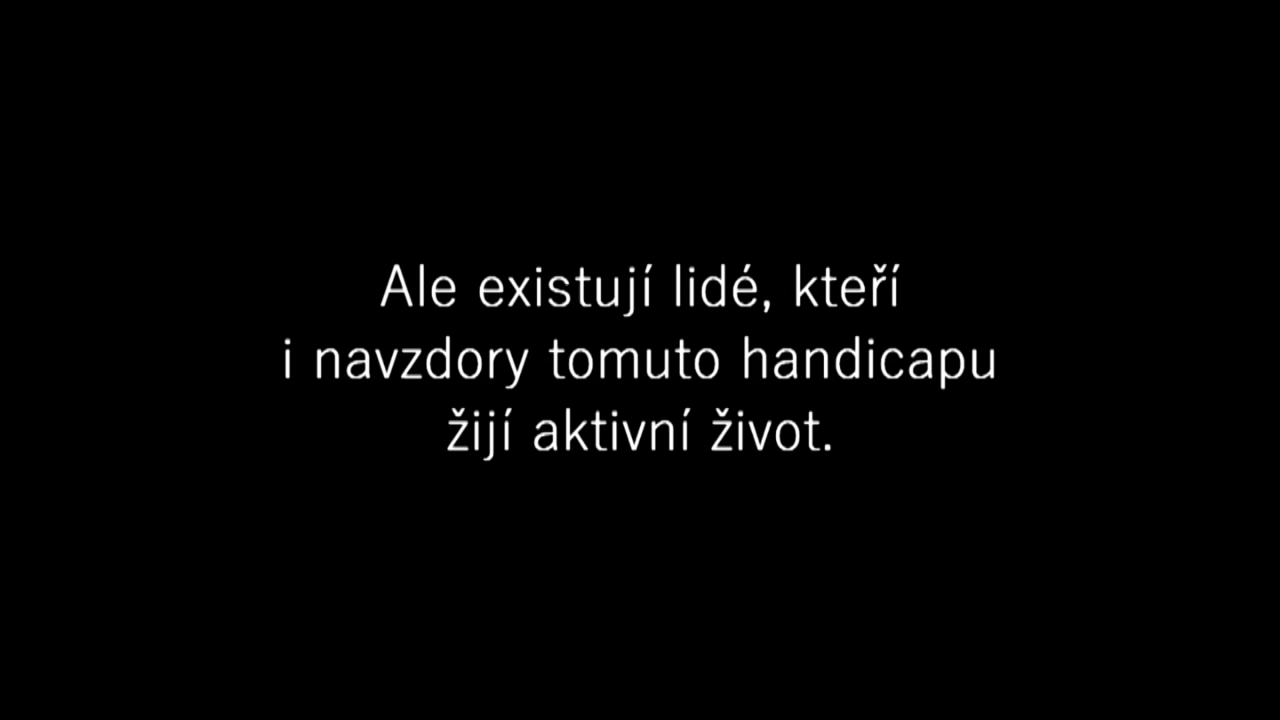 Ale existují lidé, kteří
i navzdory tomuto handicapu
žijí aktivní život.